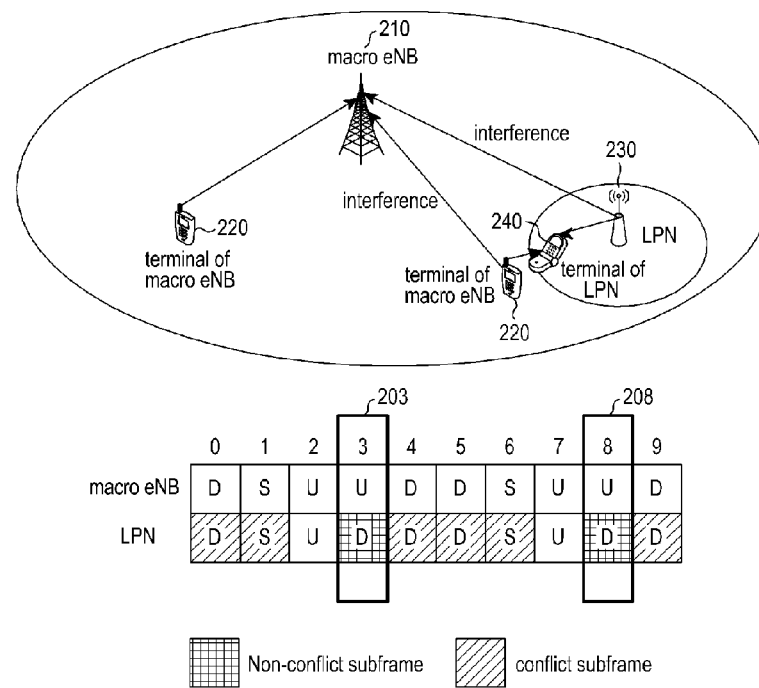 210
macro eNB
interference
230
interference
240
LPN
220
terminal of
macro eNB
terminal of
macro eNB
terminal of
LPN
220
203
208
0 1 2 3 4 5 6 7 8 9
macro eNB D S U U D D S U U D
LPN D S U D D D S U D D
Non-conflict subframe
conflict subframe